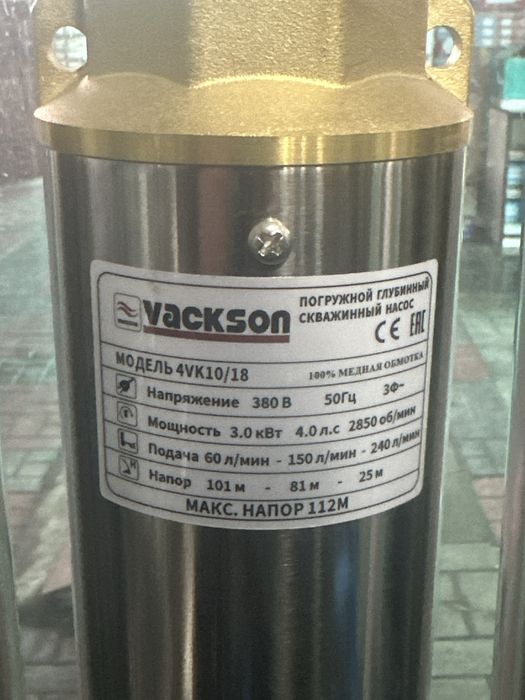 Vackson
ПОГРУЖНОЙ ГЛУБИННЫЙ
СКВАЖИННЫЙ НАСОС
CE EAC
МОДЕЛЬ 4VK10/18
100% МЕДНАЯ ОБМОТКА
Напряжение 380 В 50Гц 3Ф~
Мощность 3.0 кВт 4.0 л.с 2850 об/мин
Подача 60 л/мин - 150 л/мин - 240 л/мин
H
Напор 101 м - 81 м - 25 м
МАКС. НАПОР 112М